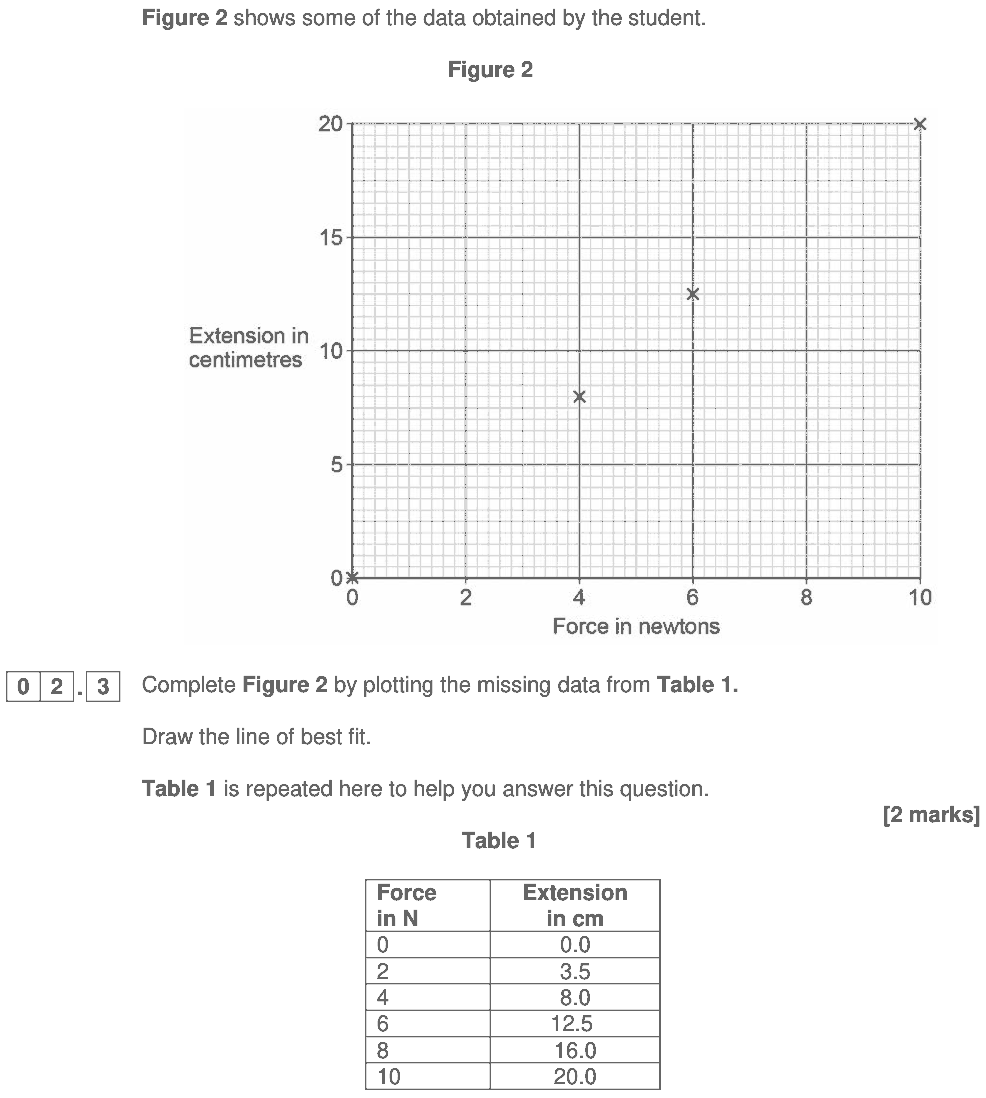 Figure 2 shows some of the data obtained by the student.
Figure 2
20
15
Extension in
centimetres
10
5
0
0 2 4 6 8 10
Force in newtons
0 2 . 3 Complete Figure 2 by plotting the missing data from Table 1.
Draw the line of best fit.
Table 1 is repeated here to help you answer this question.
[2 marks]
Table 1
Force in N Extension in cm
0 0.0
2 3.5
4 8.0
6 12.5
8 16.0
10 20.0